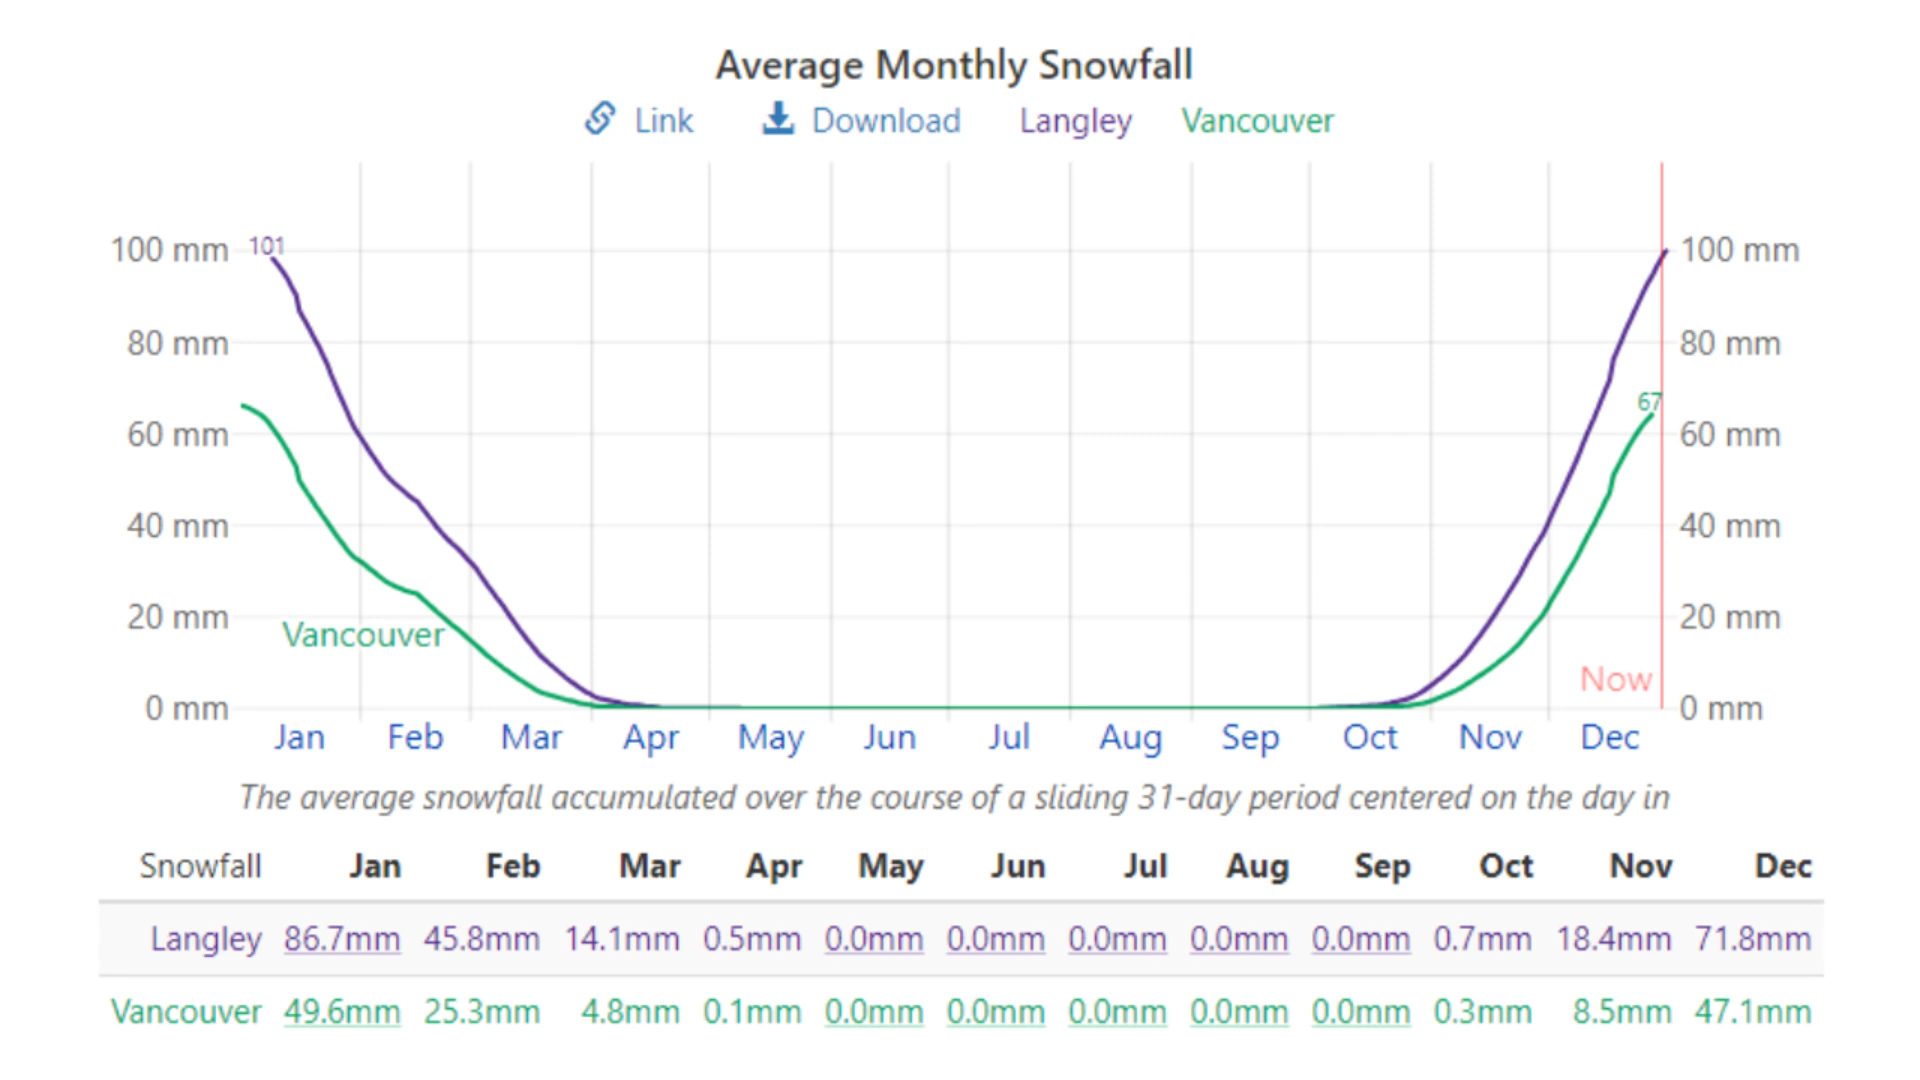 Average Monthly Snowfall
Link Download Langley Vancouver
100 mm 101 100 mm
80 mm 80 mm
67
60 mm 60 mm
40 mm 40 mm
20 mm 20 mm
Vancouver
Now
0 mm 0 mm
Jan Feb Mar Apr May Jun Jul Aug Sep Oct Nov Dec
The average snowfall accumulated over the course of a sliding 31-day period centered on the day in
Snowfall Jan Feb Mar Apr May Jun Jul Aug Sep Oct Nov Dec
Langley 86.7mm 45.8mm 14.1mm 0.5mm 0.0mm 0.0mm 0.0mm 0.0mm 0.0mm 0.7mm 18.4mm 71.8mm
Vancouver 49.6mm 25.3mm 4.8mm 0.1mm 0.0mm 0.0mm 0.0mm 0.0mm 0.0mm 0.3mm 8.5mm 47.1mm